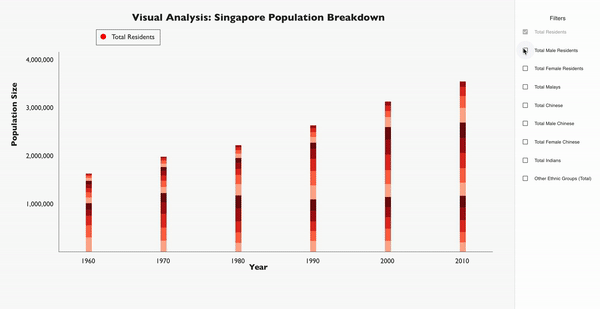 Visual Analysis: Singapore Population Breakdown
Total Residents
Population Size
4,000,000
3,000,000
2,000,000
1,000,000
1960
1970
1980
1990
2000
2010
Year
Filters
Total Residents
Total Male Residents
Total Female Residents
Total Malays
Total Chinese
Total Male Chinese
Total Female Chinese
Total Indians
Other Ethnic Groups (Total)